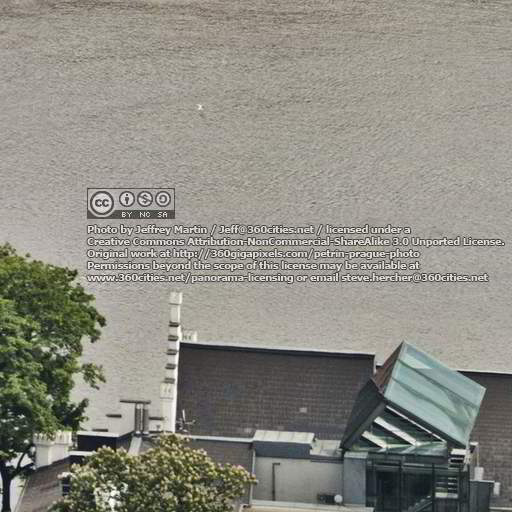 cc BY NC SA
Photo by Jeffrey Martin / Jeff@360cities.net / licensed under a
Creative Commons Attribution-NonCommercial-ShareAlike 3.0 Unported License.
Original work at http://360gigapixels.com/petrin-prague-photo
Permissions beyond the scope of this license may be available at
www.360cities.net/panorama-licensing or email steve.hercher@360cities.net